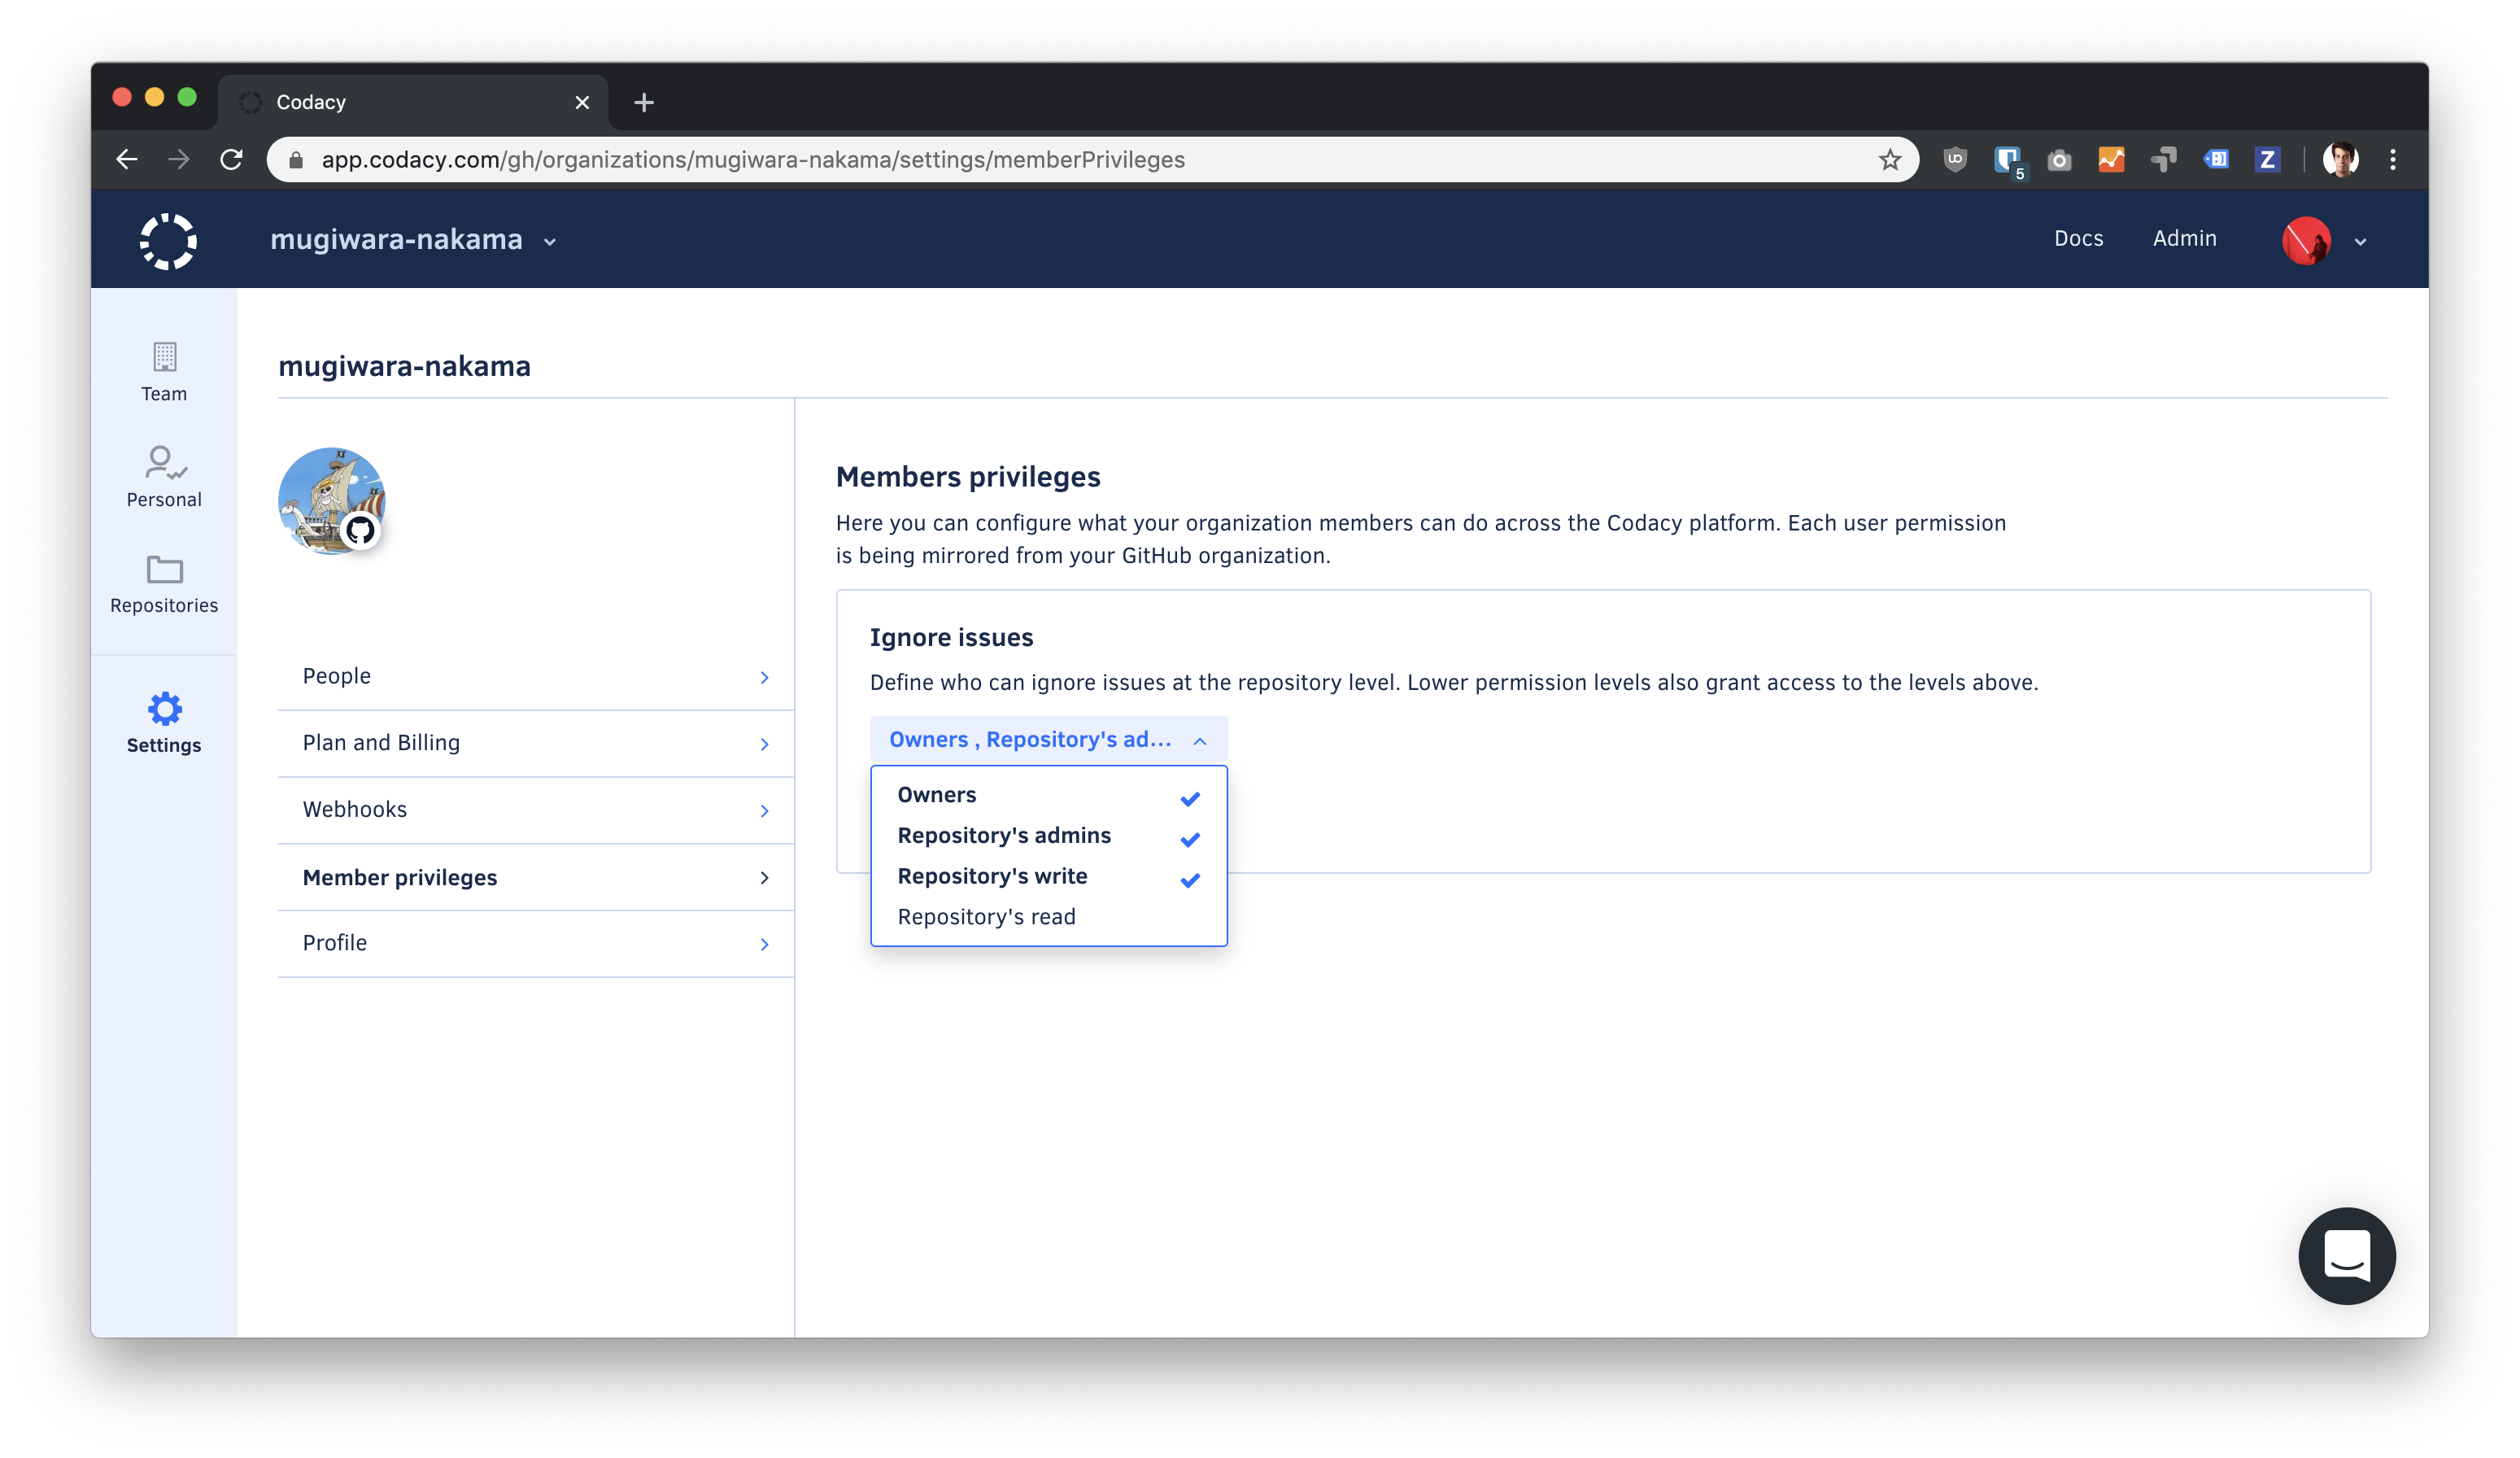 Codacy
app.codacy.com/gh/organizations/mugiwara-nakama/settings/memberPrivileges
5
Z
mugiwara-nakama
Docs
Admin
Team
Personal
Repositories
Settings
mugiwara-nakama
People
Plan and Billing
Webhooks
Member privileges
Profile
Members privileges
Here you can configure what your organization members can do across the Codacy platform. Each user permission
is being mirrored from your GitHub organization.
Ignore issues
Define who can ignore issues at the repository level. Lower permission levels also grant access to the levels above.
Owners , Repository's ad...
Owners
Repository's admins
Repository's write
Repository's read